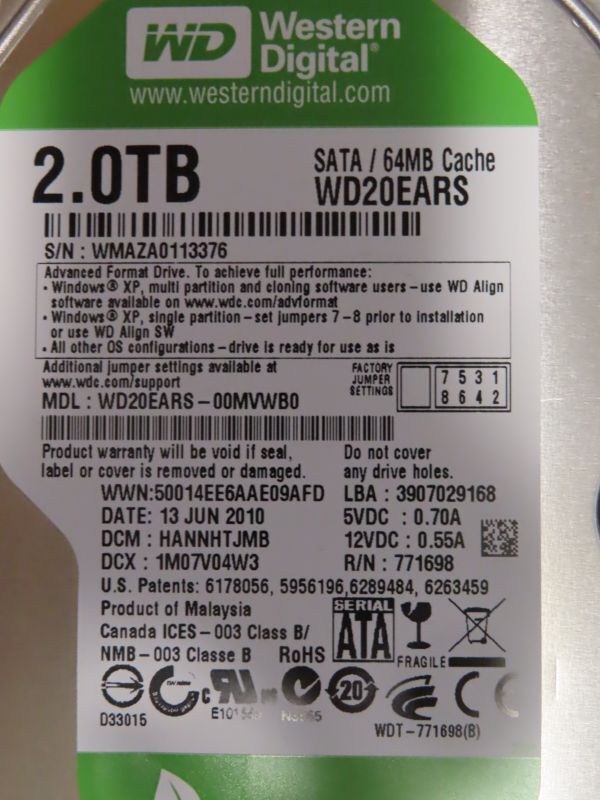 WD Western Digital®
www.westerndigital.com
2.0TB
SATA / 64MB Cache
WD20EARS
S/N : WMAZA0113376
Advanced Format Drive. To achieve full performance:
• Windows® XP, multi partition and cloning software users – use WD Align
software available on www.wdc.com/advformat
• Windows® XP, single partition – set jumpers 7 – 8 prior to installation
or use WD Align SW
• All other OS configurations – drive is ready for use as is
Additional jumper settings available at
www.wdc.com/support
FACTORY
JUMPER
SETTINGS
7 5 3 1
8 6 4 2
MDL : WD20EARS – 00MVWB0
Product warranty will be void if seal,
label or cover is removed or damaged.
Do not cover
any drive holes.
WWN:50014EE6AAE09AFD
LBA : 3907029168
DATE: 13 JUN 2010
5VDC : 0.70A
DCM : HANNHTJMB
12VDC : 0.55A
DCX : 1M07V04W3
R/N : 771698
U.S. Patents: 6178056, 5956196,6289484, 6263459
Product of Malaysia
Canada ICES – 003 Class B/
NMB – 003 Classe B
RoHS
SERIAL
ATA
FRAGILE
D33015
c
20
CE
WDT – 771698(B)